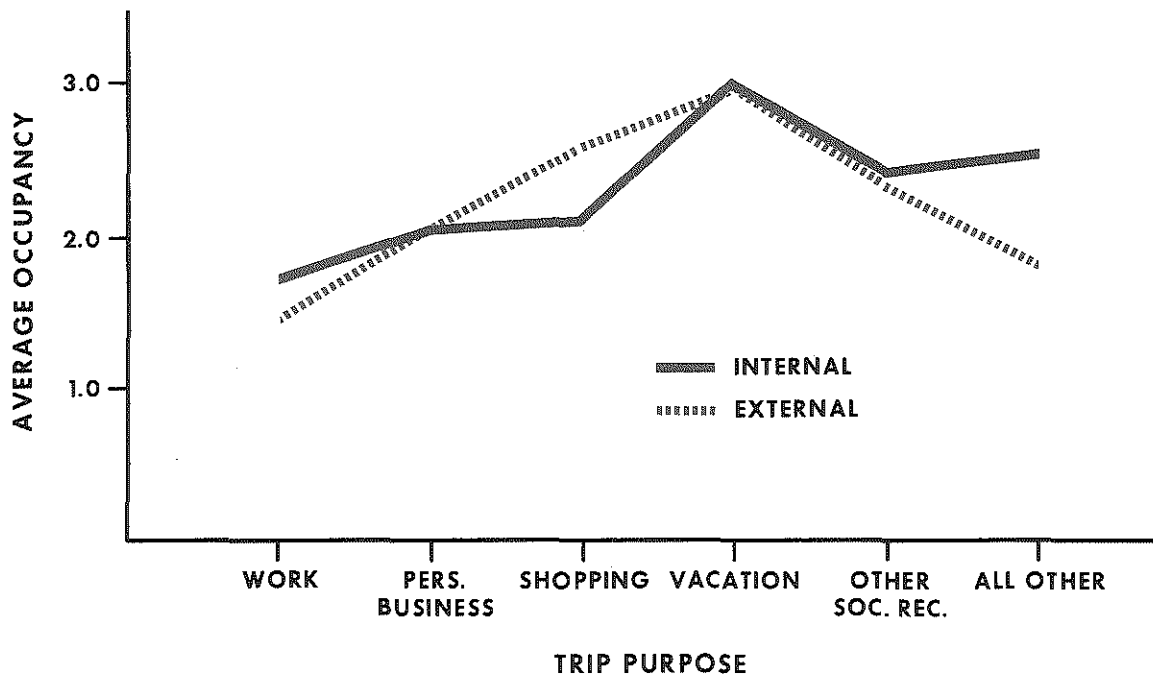 3.0
2.0
1.0
AVERAGE OCCUPANCY
INTERNAL
EXTERNAL
WORK
PERS.
BUSINESS
SHOPPING
VACATION
OTHER
SOC. REC.
ALL OTHER
TRIP PURPOSE